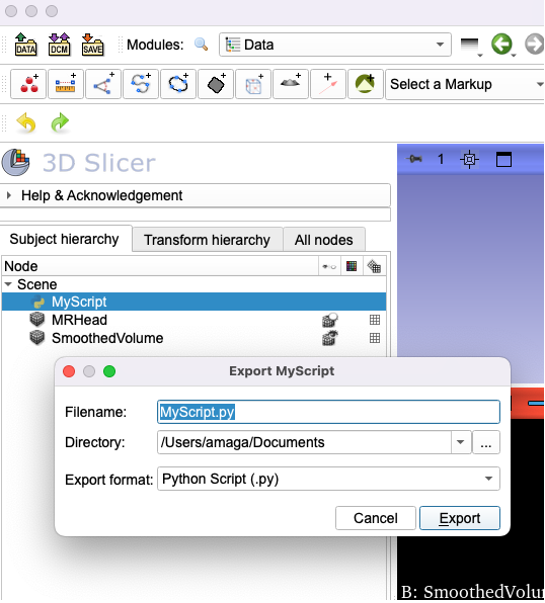 DATA DCM SAVE Modules: Data
Select a Markup
3D Slicer
Help & Acknowledgement
1
Subject hierarchy Transform hierarchy All nodes
Node
Scene
MyScript
MRHead
SmoothedVolume
Export MyScript
Filename: MyScript.py
Directory: /Users/amaga/Documents ...
Export format: Python Script (.py)
Cancel Export
B: SmoothedVolu